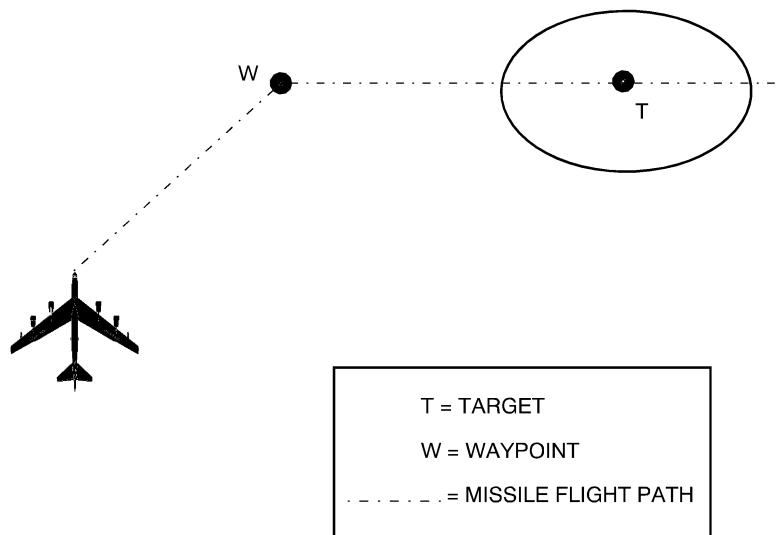 W
T
T = TARGET
W = WAYPOINT
= MISSILE FLIGHT PATH